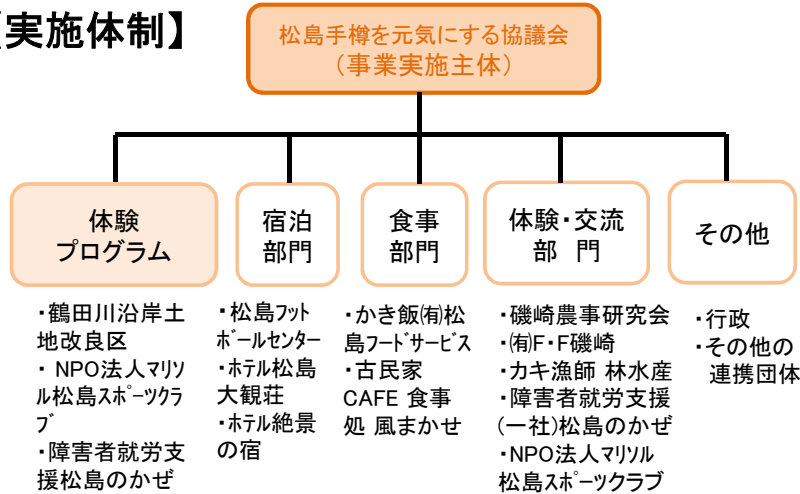 【実施体制】
松島手樽を元気にする協議会
（事業実施主体）
体験
プログラム
宿泊
部門
食事
部門
体験・交流
部　門
その他
・鶴田川沿岸土
地改良区
・ NPO法人ﾏﾘｿ
ﾙ松島ｽﾎﾟｰﾂｸﾗ
ﾌﾞ
・障害者就労支
援松島のかぜ
・松島ﾌｯﾄ
ﾎﾞｰﾙｾﾝﾀｰ
・ﾎﾃﾙ松島
大観荘
・ﾎﾃﾙ絶景
の宿
・かき飯㈲松
島ﾌｰﾄﾞｻｰﾋﾞｽ
・古民家
CAFE 食事
処 風まかせ
・磯崎農事研究会
・㈲F・F磯崎
・カキ漁師 林水産
・障害者就労支援
(一社)松島のかぜ
・NPO法人ﾏﾘｿﾙ
松島ｽﾎﾟｰﾂｸﾗﾌﾞ
・行政
・その他の
連携団体